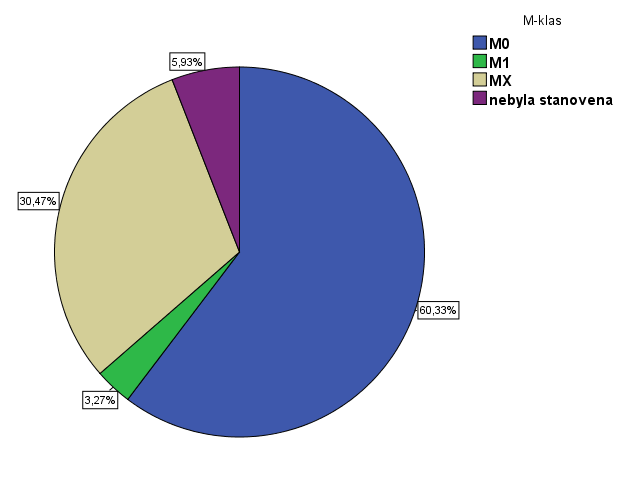 M-klas
M0
M1
MX
nebyla stanovena
5,93%
30,47%
60,33%
3,27%